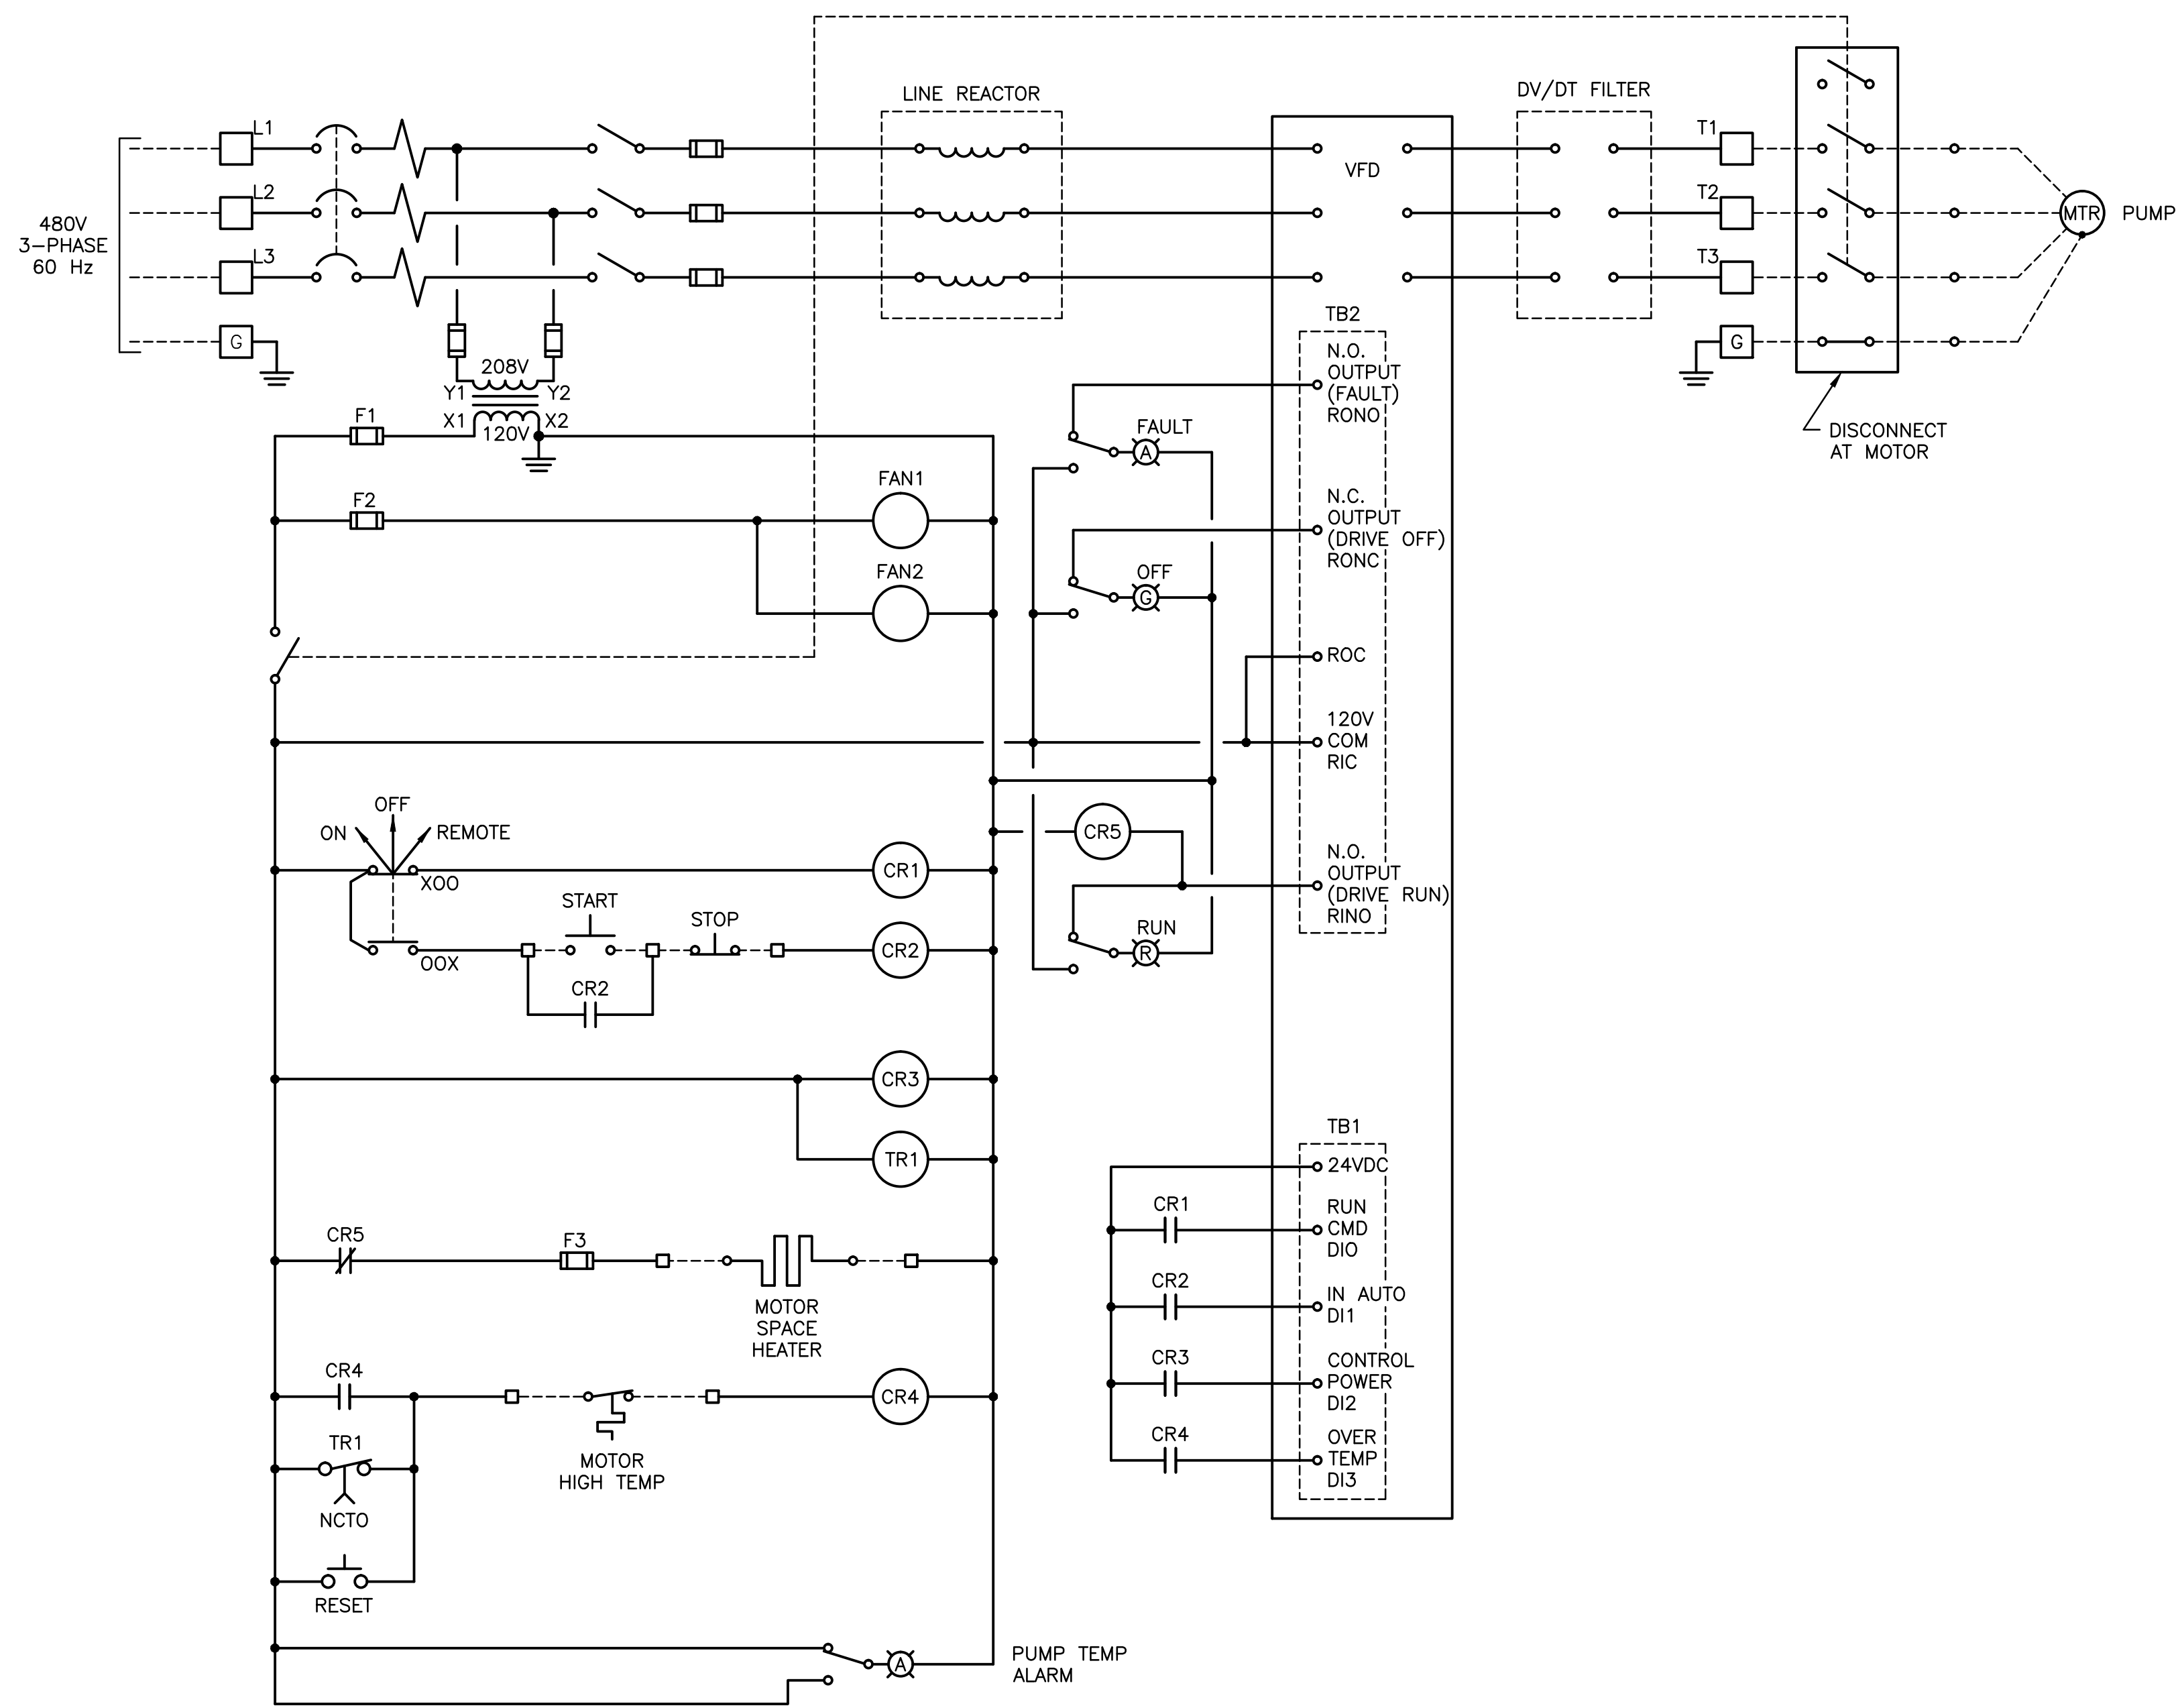 LINE REACTOR
DV/DT FILTER
L1
L2
L3
G
480V
3-PHASE
60 Hz
VFD
T1
T2
T3
G
MTR
PUMP
DISCONNECT
AT MOTOR
208V
Y1
Y2
X1
X2
120V
F1
F2
FAN1
FAN2
TB2
N.O.
OUTPUT
(FAULT)
RONO
FAULT
A
N.C.
OUTPUT
(DRIVE OFF)
RONC
OFF
G
ROC
120V
COM
RIC
OFF
ON
REMOTE
XOO
CR1
CR5
N.O.
OUTPUT
(DRIVE RUN)
RINO
RUN
R
START
STOP
OOX
CR2
CR2
CR3
TR1
TB1
24VDC
CR1
RUN
CMD
DI0
CR2
IN AUTO
DI1
CR3
CONTROL
POWER
DI2
CR4
OVER
TEMP
DI3
CR5
F3
MOTOR
SPACE
HEATER
CR4
CR4
MOTOR
HIGH TEMP
TR1
NCTO
RESET
A
PUMP TEMP
ALARM